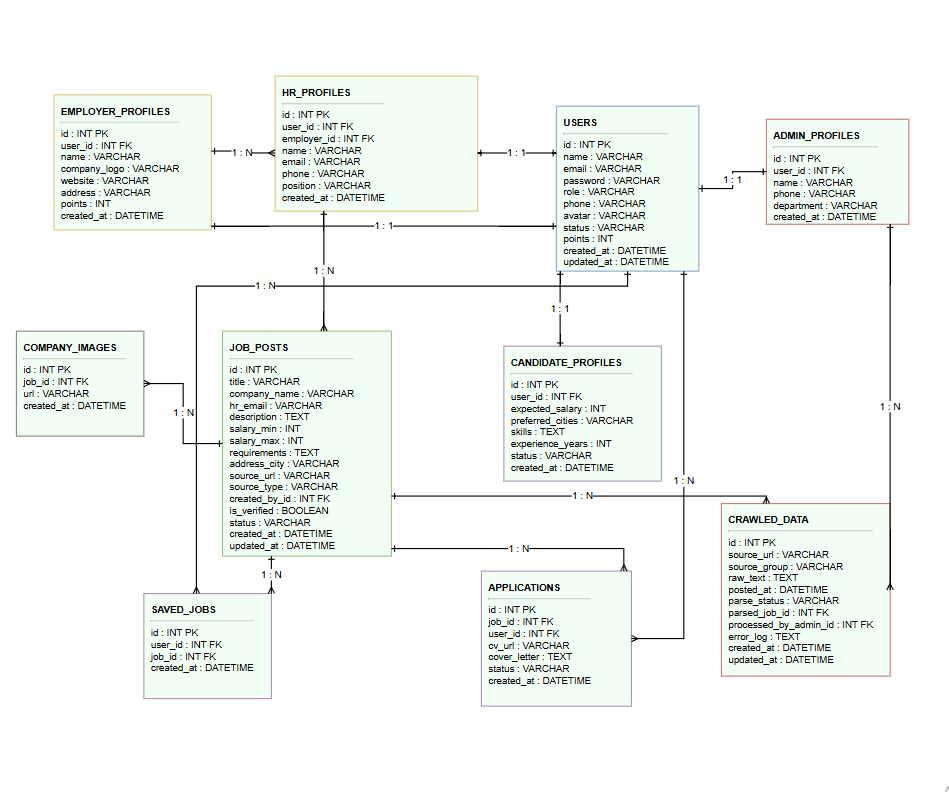 EMPLOYER_PROFILES
id : INT PK
user_id : INT FK
name : VARCHAR
company_logo : VARCHAR
website : VARCHAR
address : VARCHAR
points : INT
created_at : DATETIME
HR_PROFILES
id : INT PK
user_id : INT FK
employer_id : INT FK
name : VARCHAR
email : VARCHAR
phone : VARCHAR
position : VARCHAR
created_at : DATETIME
USERS
id : INT PK
name : VARCHAR
email : VARCHAR
password : VARCHAR
role : VARCHAR
phone : VARCHAR
avatar : VARCHAR
status : VARCHAR
points : INT
created_at : DATETIME
updated_at : DATETIME
ADMIN_PROFILES
id : INT PK
user_id : INT FK
name : VARCHAR
phone : VARCHAR
department : VARCHAR
created_at : DATETIME
1 : N
1 : 1
1 : 1
1 : 1
1 : N
1 : N
1 : 1
COMPANY_IMAGES
id : INT PK
job_id : INT FK
url : VARCHAR
created_at : DATETIME
1 : N
JOB_POSTS
id : INT PK
title : VARCHAR
company_name : VARCHAR
hr_email : VARCHAR
description : TEXT
salary_min : INT
salary_max : INT
requirements : TEXT
address_city : VARCHAR
source_url : VARCHAR
source_type : VARCHAR
created_by_id : INT FK
is_verified : BOOLEAN
status : VARCHAR
created_at : DATETIME
updated_at : DATETIME
CANDIDATE_PROFILES
id : INT PK
user_id : INT FK
expected_salary : INT
preferred_cities : VARCHAR
skills : TEXT
experience_years : INT
status : VARCHAR
created_at : DATETIME
1 : N
1 : N
1 : N
1 : N
1 : N
SAVED_JOBS
id : INT PK
user_id : INT FK
job_id : INT FK
created_at : DATETIME
APPLICATIONS
id : INT PK
job_id : INT FK
user_id : INT FK
cv_url : VARCHAR
cover_letter : TEXT
status : VARCHAR
created_at : DATETIME
CRAWLED_DATA
id : INT PK
source_url : VARCHAR
source_group : VARCHAR
raw_text : TEXT
posted_at : DATETIME
parse_status : VARCHAR
parsed_job_id : INT FK
processed_by_admin_id : INT FK
error_log : TEXT
created_at : DATETIME
updated_at : DATETIME